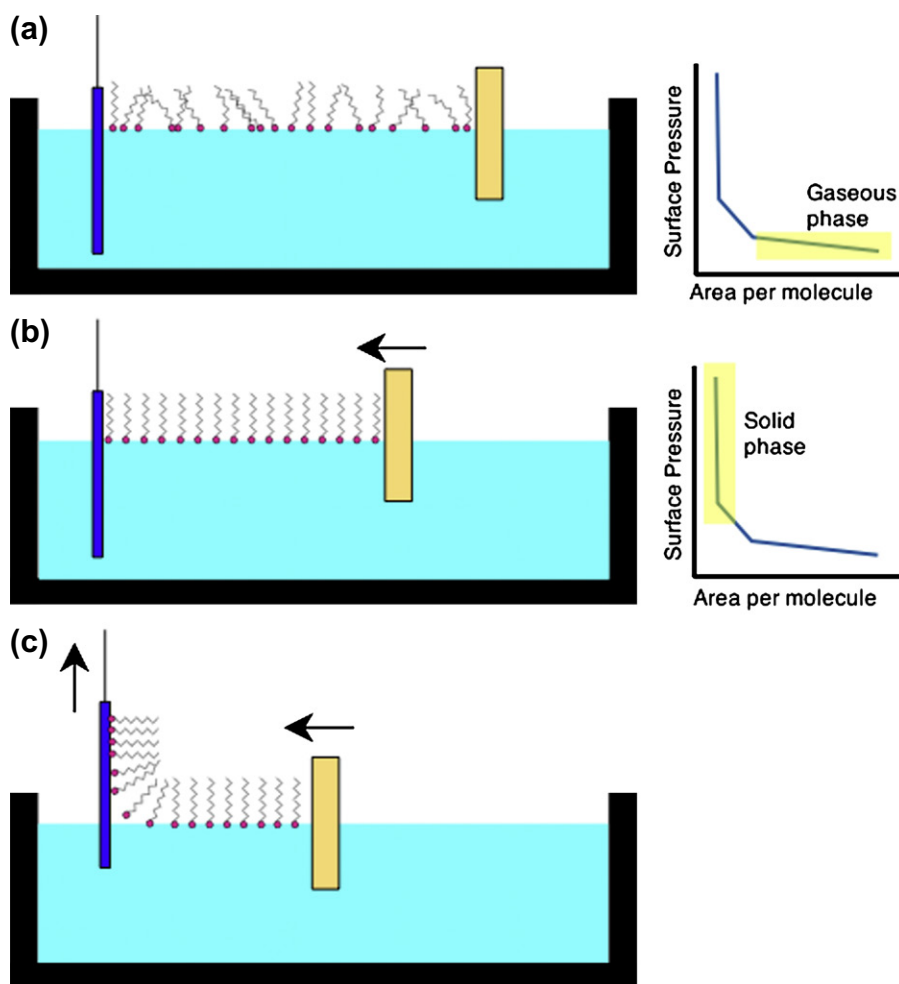 (a)
Surface Pressure
Gaseous
phase
Area per molecule
(b)
Surface Pressure
Solid
phase
Area per molecule
(c)